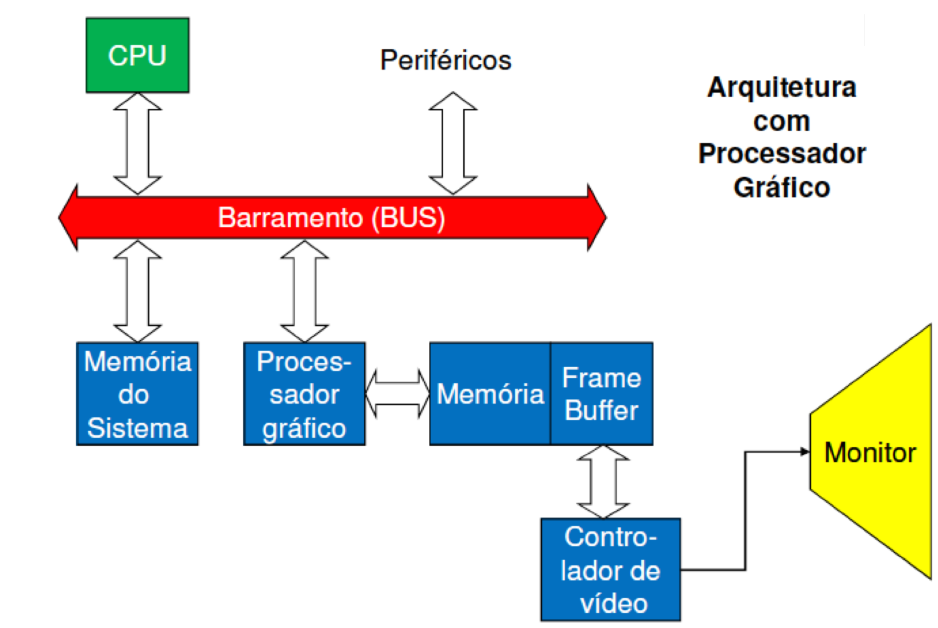 CPU
Periféricos
Arquitetura
com
Processador
Gráfico
Barramento (BUS)
Memória
do
Sistema
Proces-
sador
gráfico
Memória
Frame
Buffer
Monitor
Contro-
lador de
vídeo